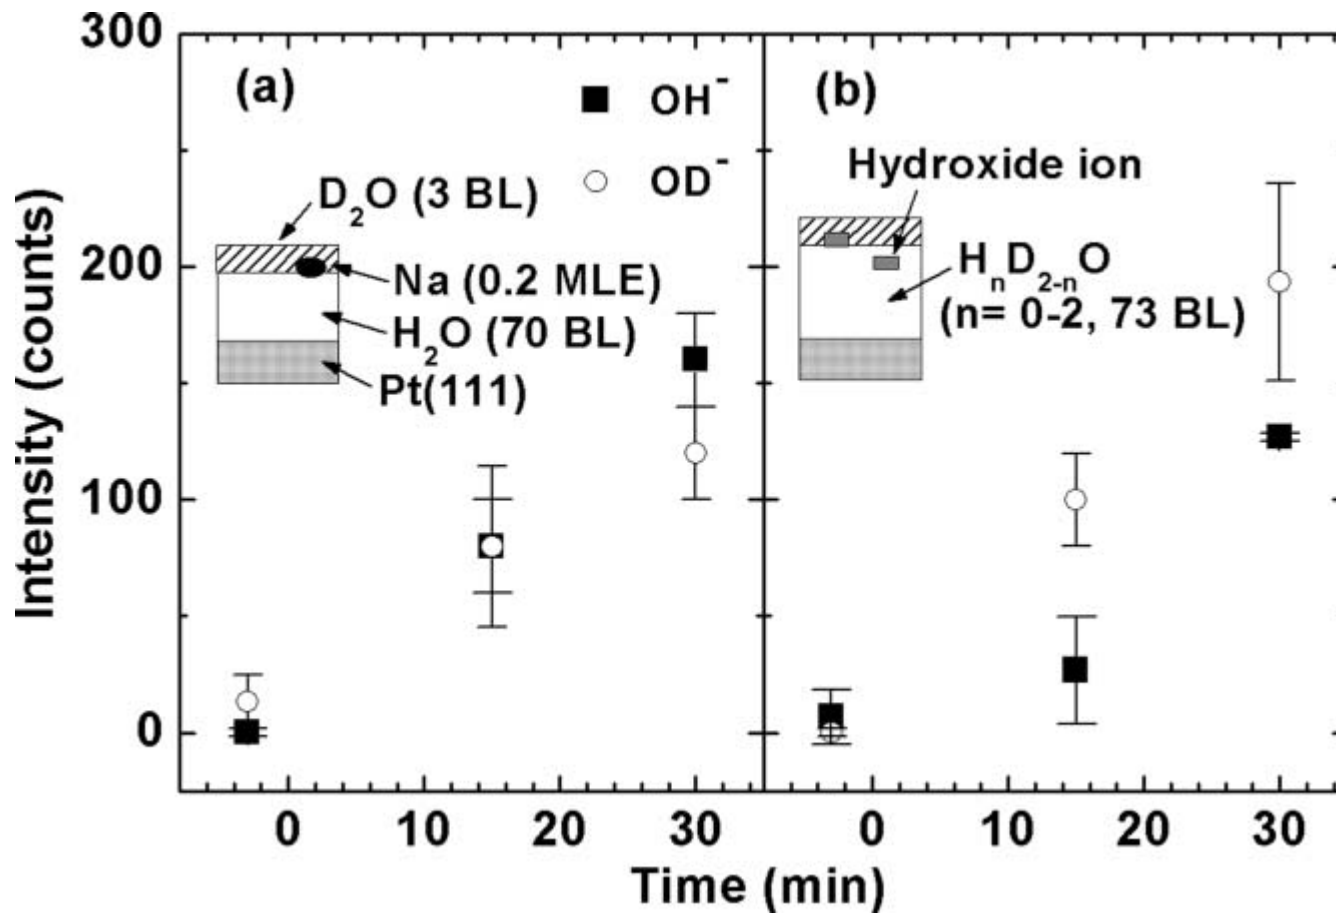 300
200
100
0
Intensity (counts)
(a)
OH⁻
OD⁻
D₂O (3 BL)
Na (0.2 MLE)
H₂O (70 BL)
Pt(111)
(b)
Hydroxide ion
HₙD₂₋ₙO
(n= 0-2, 73 BL)
0 10 20 30 0 10 20 30
Time (min)